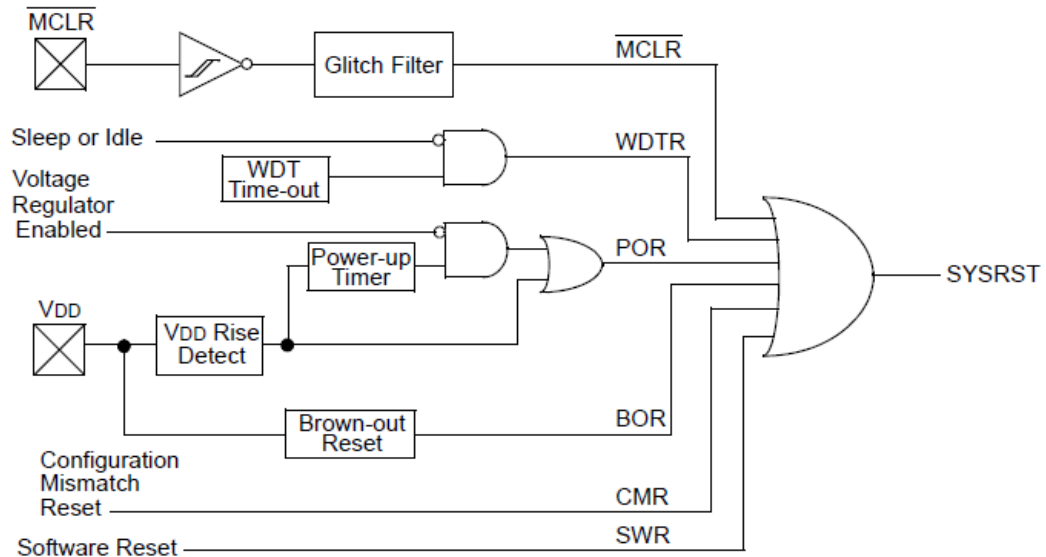 MCLR
Glitch Filter
MCLR
Sleep or Idle
WDT
Time-out
WDTR
Voltage
Regulator
Enabled
Power-up
Timer
POR
SYSRST
VDD
VDD Rise
Detect
Brown-out
Reset
BOR
Configuration
Mismatch
Reset
CMR
Software Reset
SWR